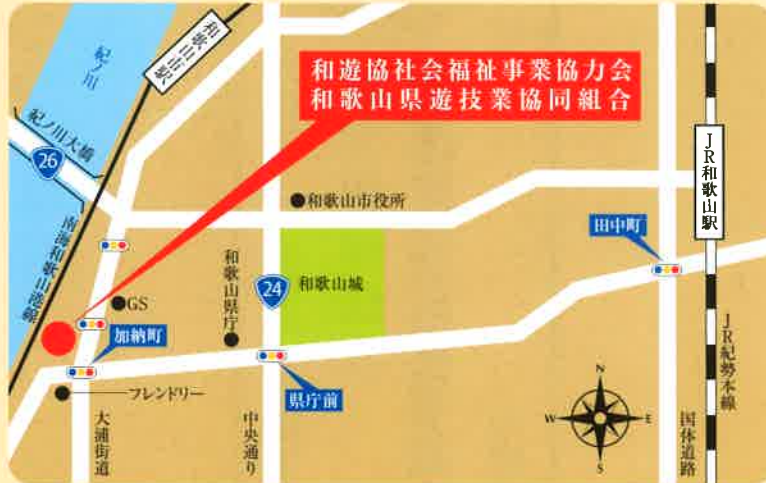 和歌山市駅
紀ノ川
和遊協社会福祉事業協力会
和歌山県遊技業協同組合
紀ノ川大橋
26
JR和歌山駅
和歌山市役所
田中町
南海和歌山港線
和歌山県庁
24
和歌山城
GS
加納町
JR紀勢本線
フレンドリー
県庁前
N
W
E
S
大浦街道
中央通り
国体道路